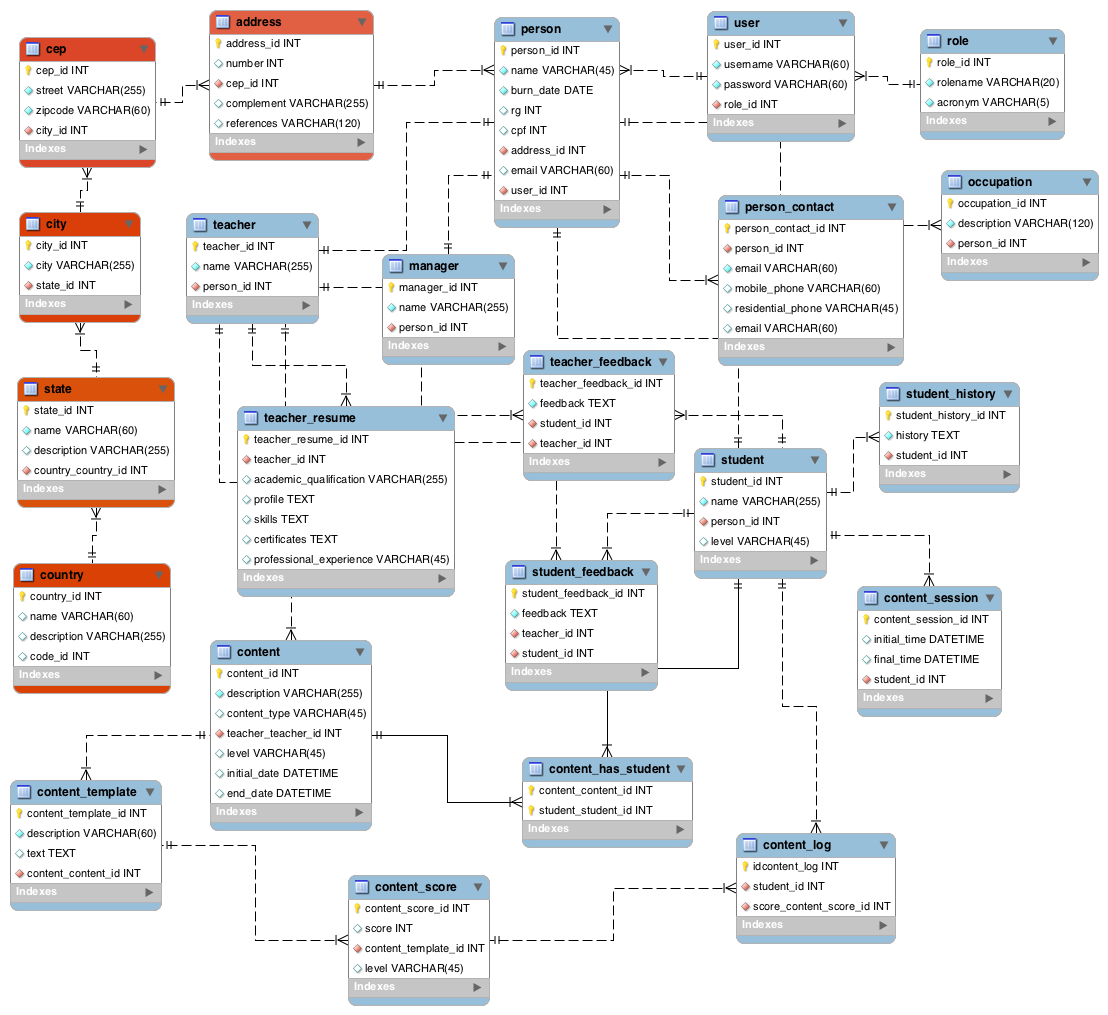 cep
cep_id INT
street VARCHAR(255)
zipcode VARCHAR(60)
city_id INT
Indexes
address
address_id INT
number INT
cep_id INT
complement VARCHAR(255)
references VARCHAR(120)
Indexes
person
person_id INT
name VARCHAR(45)
burn_date DATE
rg INT
cpf INT
address_id INT
email VARCHAR(60)
user_id INT
Indexes
user
user_id INT
username VARCHAR(60)
password VARCHAR(60)
role_id INT
Indexes
role
role_id INT
rolename VARCHAR(20)
acronym VARCHAR(5)
Indexes
city
city_id INT
city VARCHAR(255)
state_id INT
Indexes
teacher
teacher_id INT
name VARCHAR(255)
person_id INT
Indexes
manager
manager_id INT
name VARCHAR(255)
person_id INT
Indexes
person_contact
person_contact_id INT
person_id INT
email VARCHAR(60)
mobile_phone VARCHAR(60)
residential_phone VARCHAR(45)
email VARCHAR(60)
Indexes
occupation
occupation_id INT
description VARCHAR(120)
person_id INT
Indexes
state
state_id INT
name VARCHAR(60)
description VARCHAR(255)
country_country_id INT
Indexes
teacher_resume
teacher_resume_id INT
teacher_id INT
academic_qualification VARCHAR(255)
profile TEXT
skills TEXT
certificates TEXT
professional_experience VARCHAR(45)
Indexes
teacher_feedback
teacher_feedback_id INT
feedback TEXT
student_id INT
teacher_id INT
Indexes
student
student_id INT
name VARCHAR(255)
person_id INT
level VARCHAR(45)
Indexes
student_history
student_history_id INT
history TEXT
student_id INT
Indexes
country
country_id INT
name VARCHAR(60)
description VARCHAR(255)
code_id INT
Indexes
content
content_id INT
description VARCHAR(255)
content_type VARCHAR(45)
teacher_teacher_id INT
level VARCHAR(45)
initial_date DATETIME
end_date DATETIME
Indexes
student_feedback
student_feedback_id INT
feedback TEXT
teacher_id INT
student_id INT
Indexes
content_session
content_session_id INT
initial_time DATETIME
final_time DATETIME
student_id INT
Indexes
content_template
content_template_id INT
description VARCHAR(60)
text TEXT
content_content_id INT
Indexes
content_has_student
content_content_id INT
student_student_id INT
Indexes
content_score
content_score_id INT
score INT
content_template_id INT
level VARCHAR(45)
Indexes
content_log
idcontent_log INT
student_id INT
score_content_score_id INT
Indexes